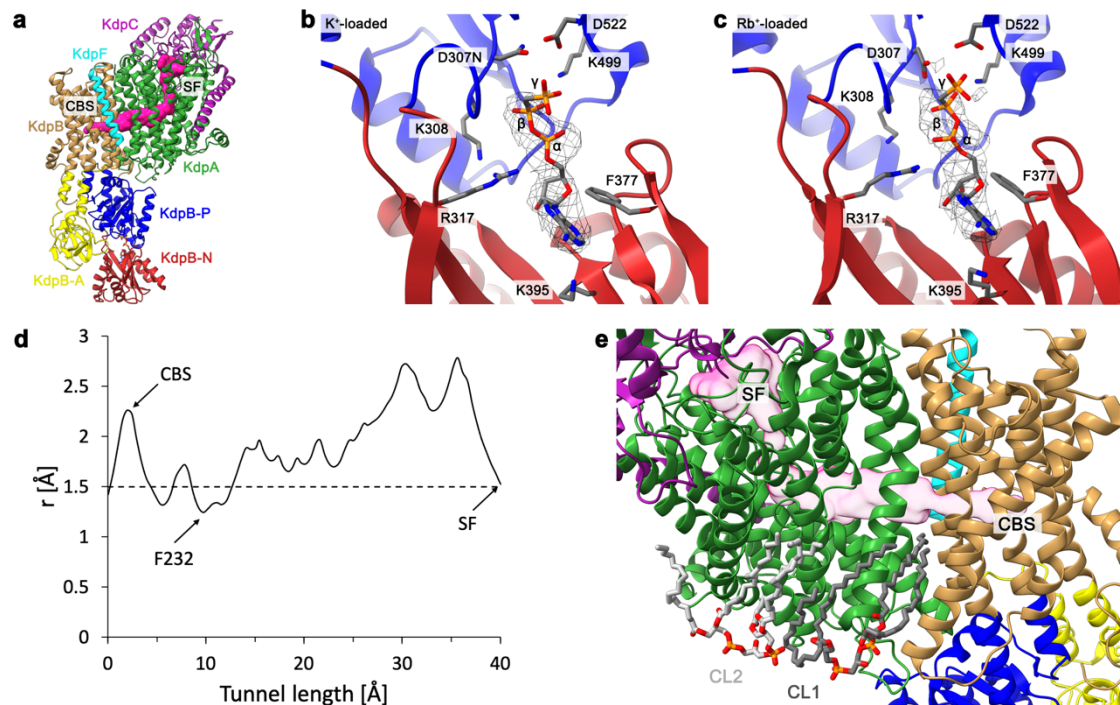 a
KdpC
KdpF
SF
CBS
KdpB
KdpA
KdpB-P
KdpB-A
KdpB-N
b
K⁺-loaded
D522
D307N
K499
γ
K308
β
α
F377
R317
K395
c
Rb⁺-loaded
D522
D307
K499
γ
K308
β
α
F377
R317
K395
d
3
CBS
2.5
2
r [Å]
1.5
SF
1
F232
0.5
0
0 10 20 30 40
Tunnel length [Å]
e
SF
CBS
CL2
CL1